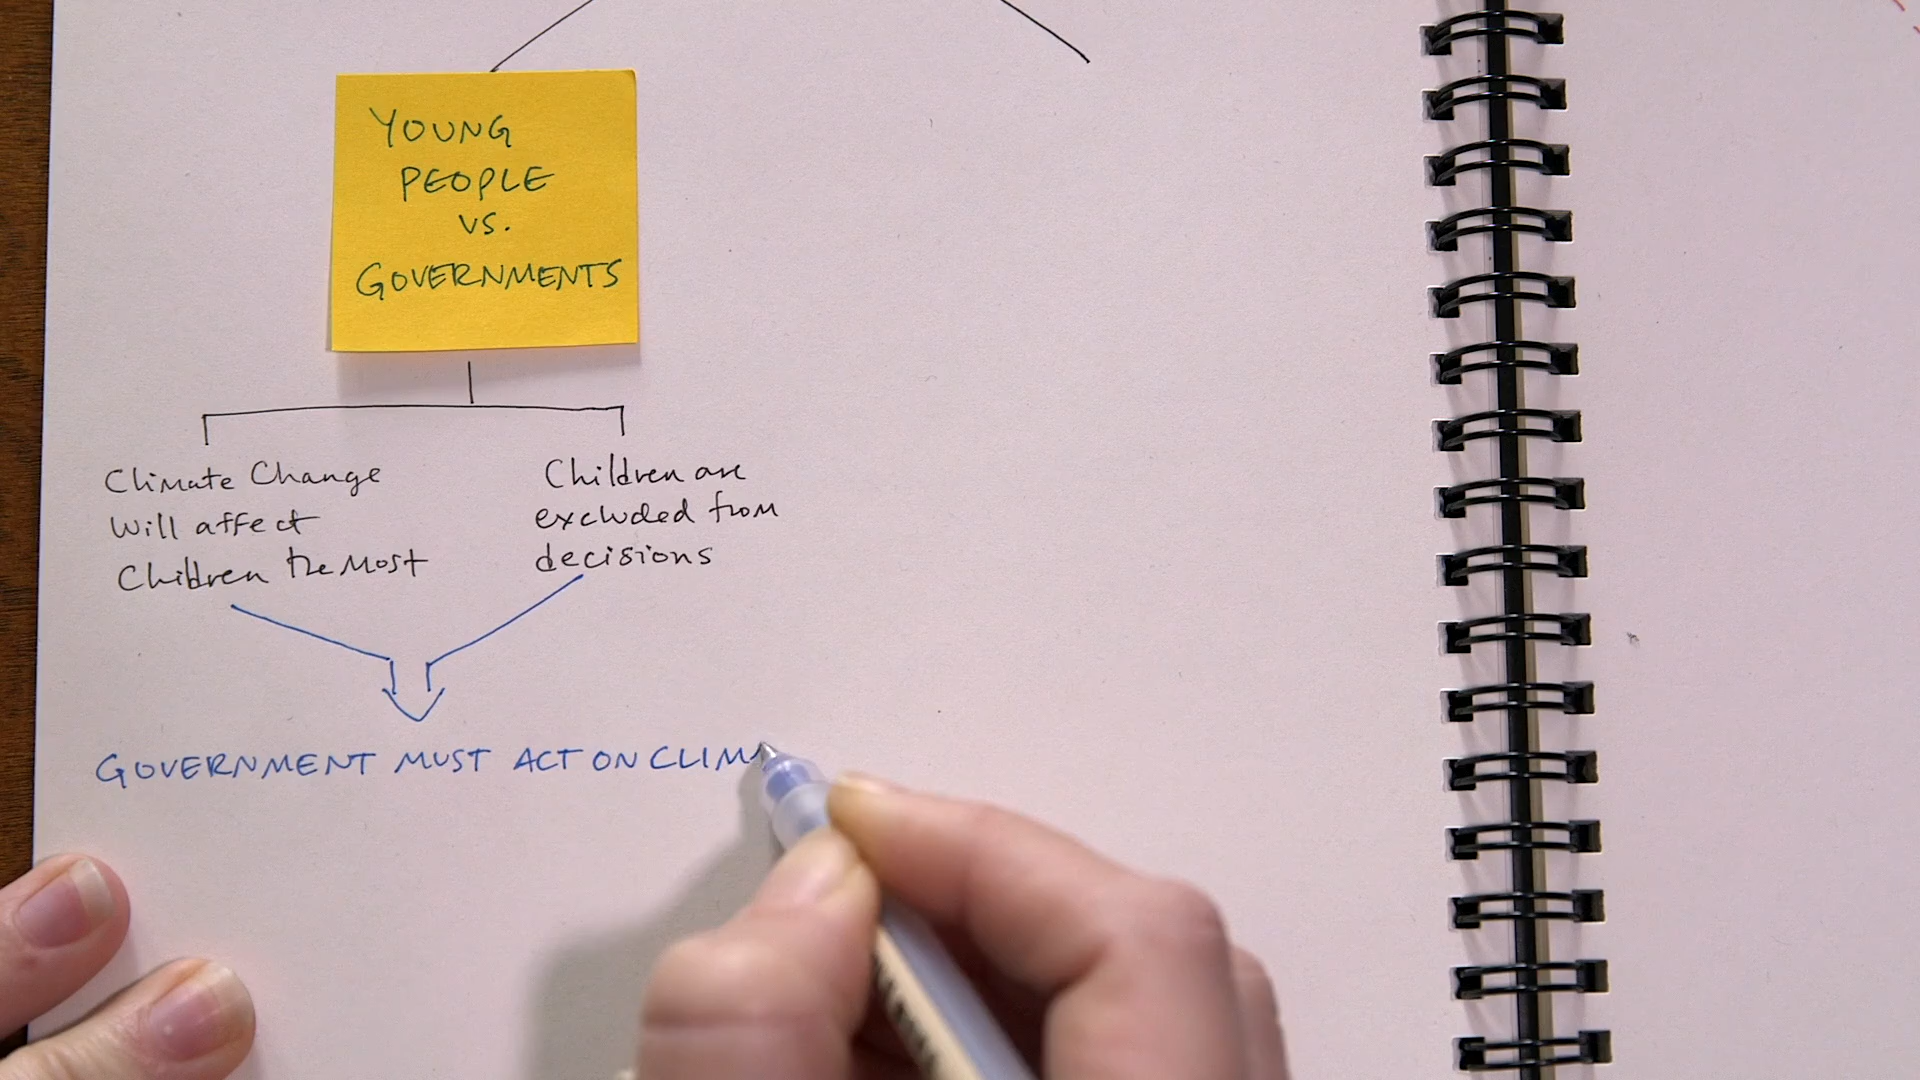 YOUNG
PEOPLE
VS.
GOVERNMENTS
Climate Change
Will affect
Children the Most
Children are
excluded from
decisions
GOVERNMENT MUST ACT ON CLIM